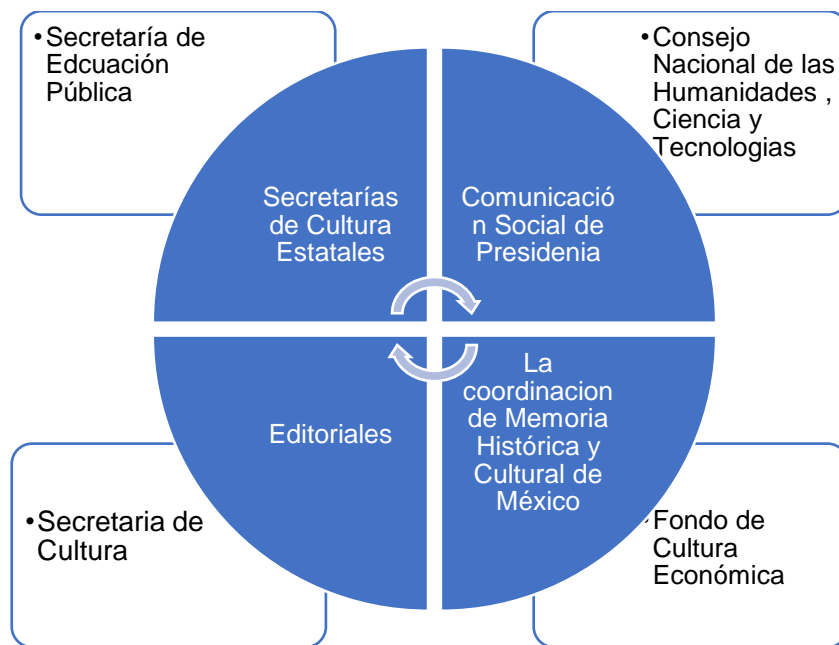 •Secretaría de
Edcuación
Pública
•Consejo
Nacional de las
Humanidades ,
Ciencia y
Tecnologias
Secretarías
de Cultura
Estatales
Comunicació
n Social de
Presidenia
Editoriales
La
coordinacion
de Memoria
Histórica y
Cultural de
México
•Secretaria de
Cultura
•Fondo de
Cultura
Económica